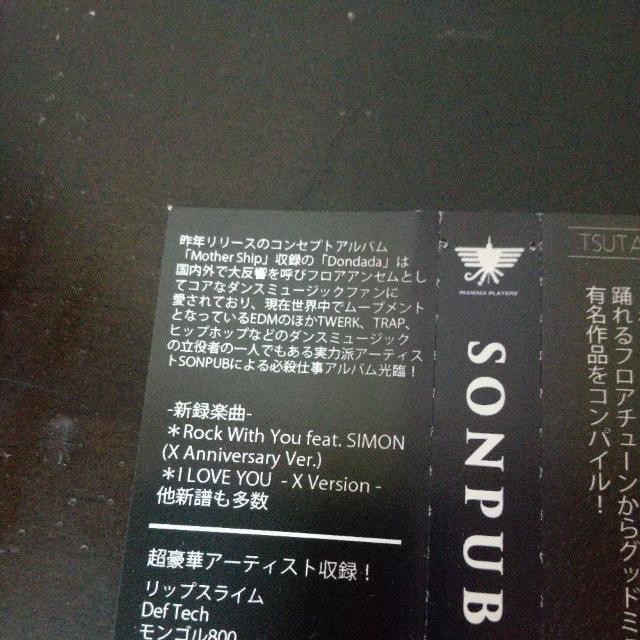 昨年リリースのコンセプトアルバム
「Mother Ship」収録の「Dondada」は
国内外で大反響を呼びフロアアンセムとし
てコアなダンスミュージックファンに
愛されており、現在世界中でムーブメント
となっているEDMのほかTWERK、TRAP、
ヒップホップなどのダンスミュージック
の立役者の一人でもある実力派アーティス
トSONPUBによる必殺仕事アルバム光臨！
-新録楽曲-
＊Rock With You feat. SIMON
(X Anniversary Ver.)
＊I LOVE YOU - X Version -
他新譜も多数
超豪華アーティスト収録！
リップスライム
Def Tech
モンゴル800
PHOENIX PLAYERS
SONPUB
TSUTA
踊れるフロアチューンからグッドミ
有名作品をコンパイル！